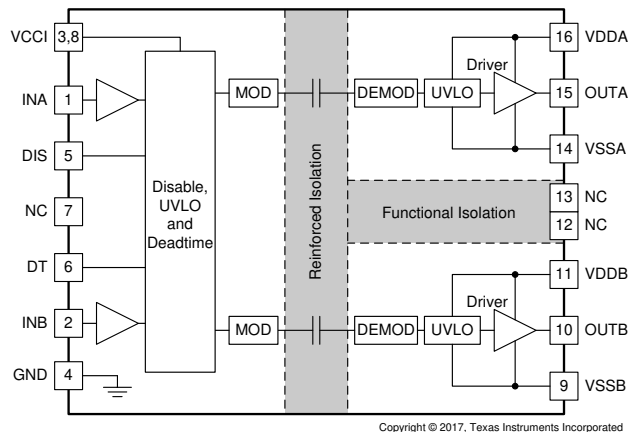 VCCI 3,8
16 VDDA
Driver
INA 1
MOD
DEMOD
UVLO
15 OUTA
DIS 5
14 VSSA
Disable,
UVLO
and
Deadtime
Reinforced Isolation
NC 7
Functional Isolation
13 NC
12 NC
DT 6
11 VDDB
Driver
INB 2
MOD
DEMOD
UVLO
10 OUTB
GND 4
9 VSSB
Copyright © 2017, Texas Instruments Incorporated